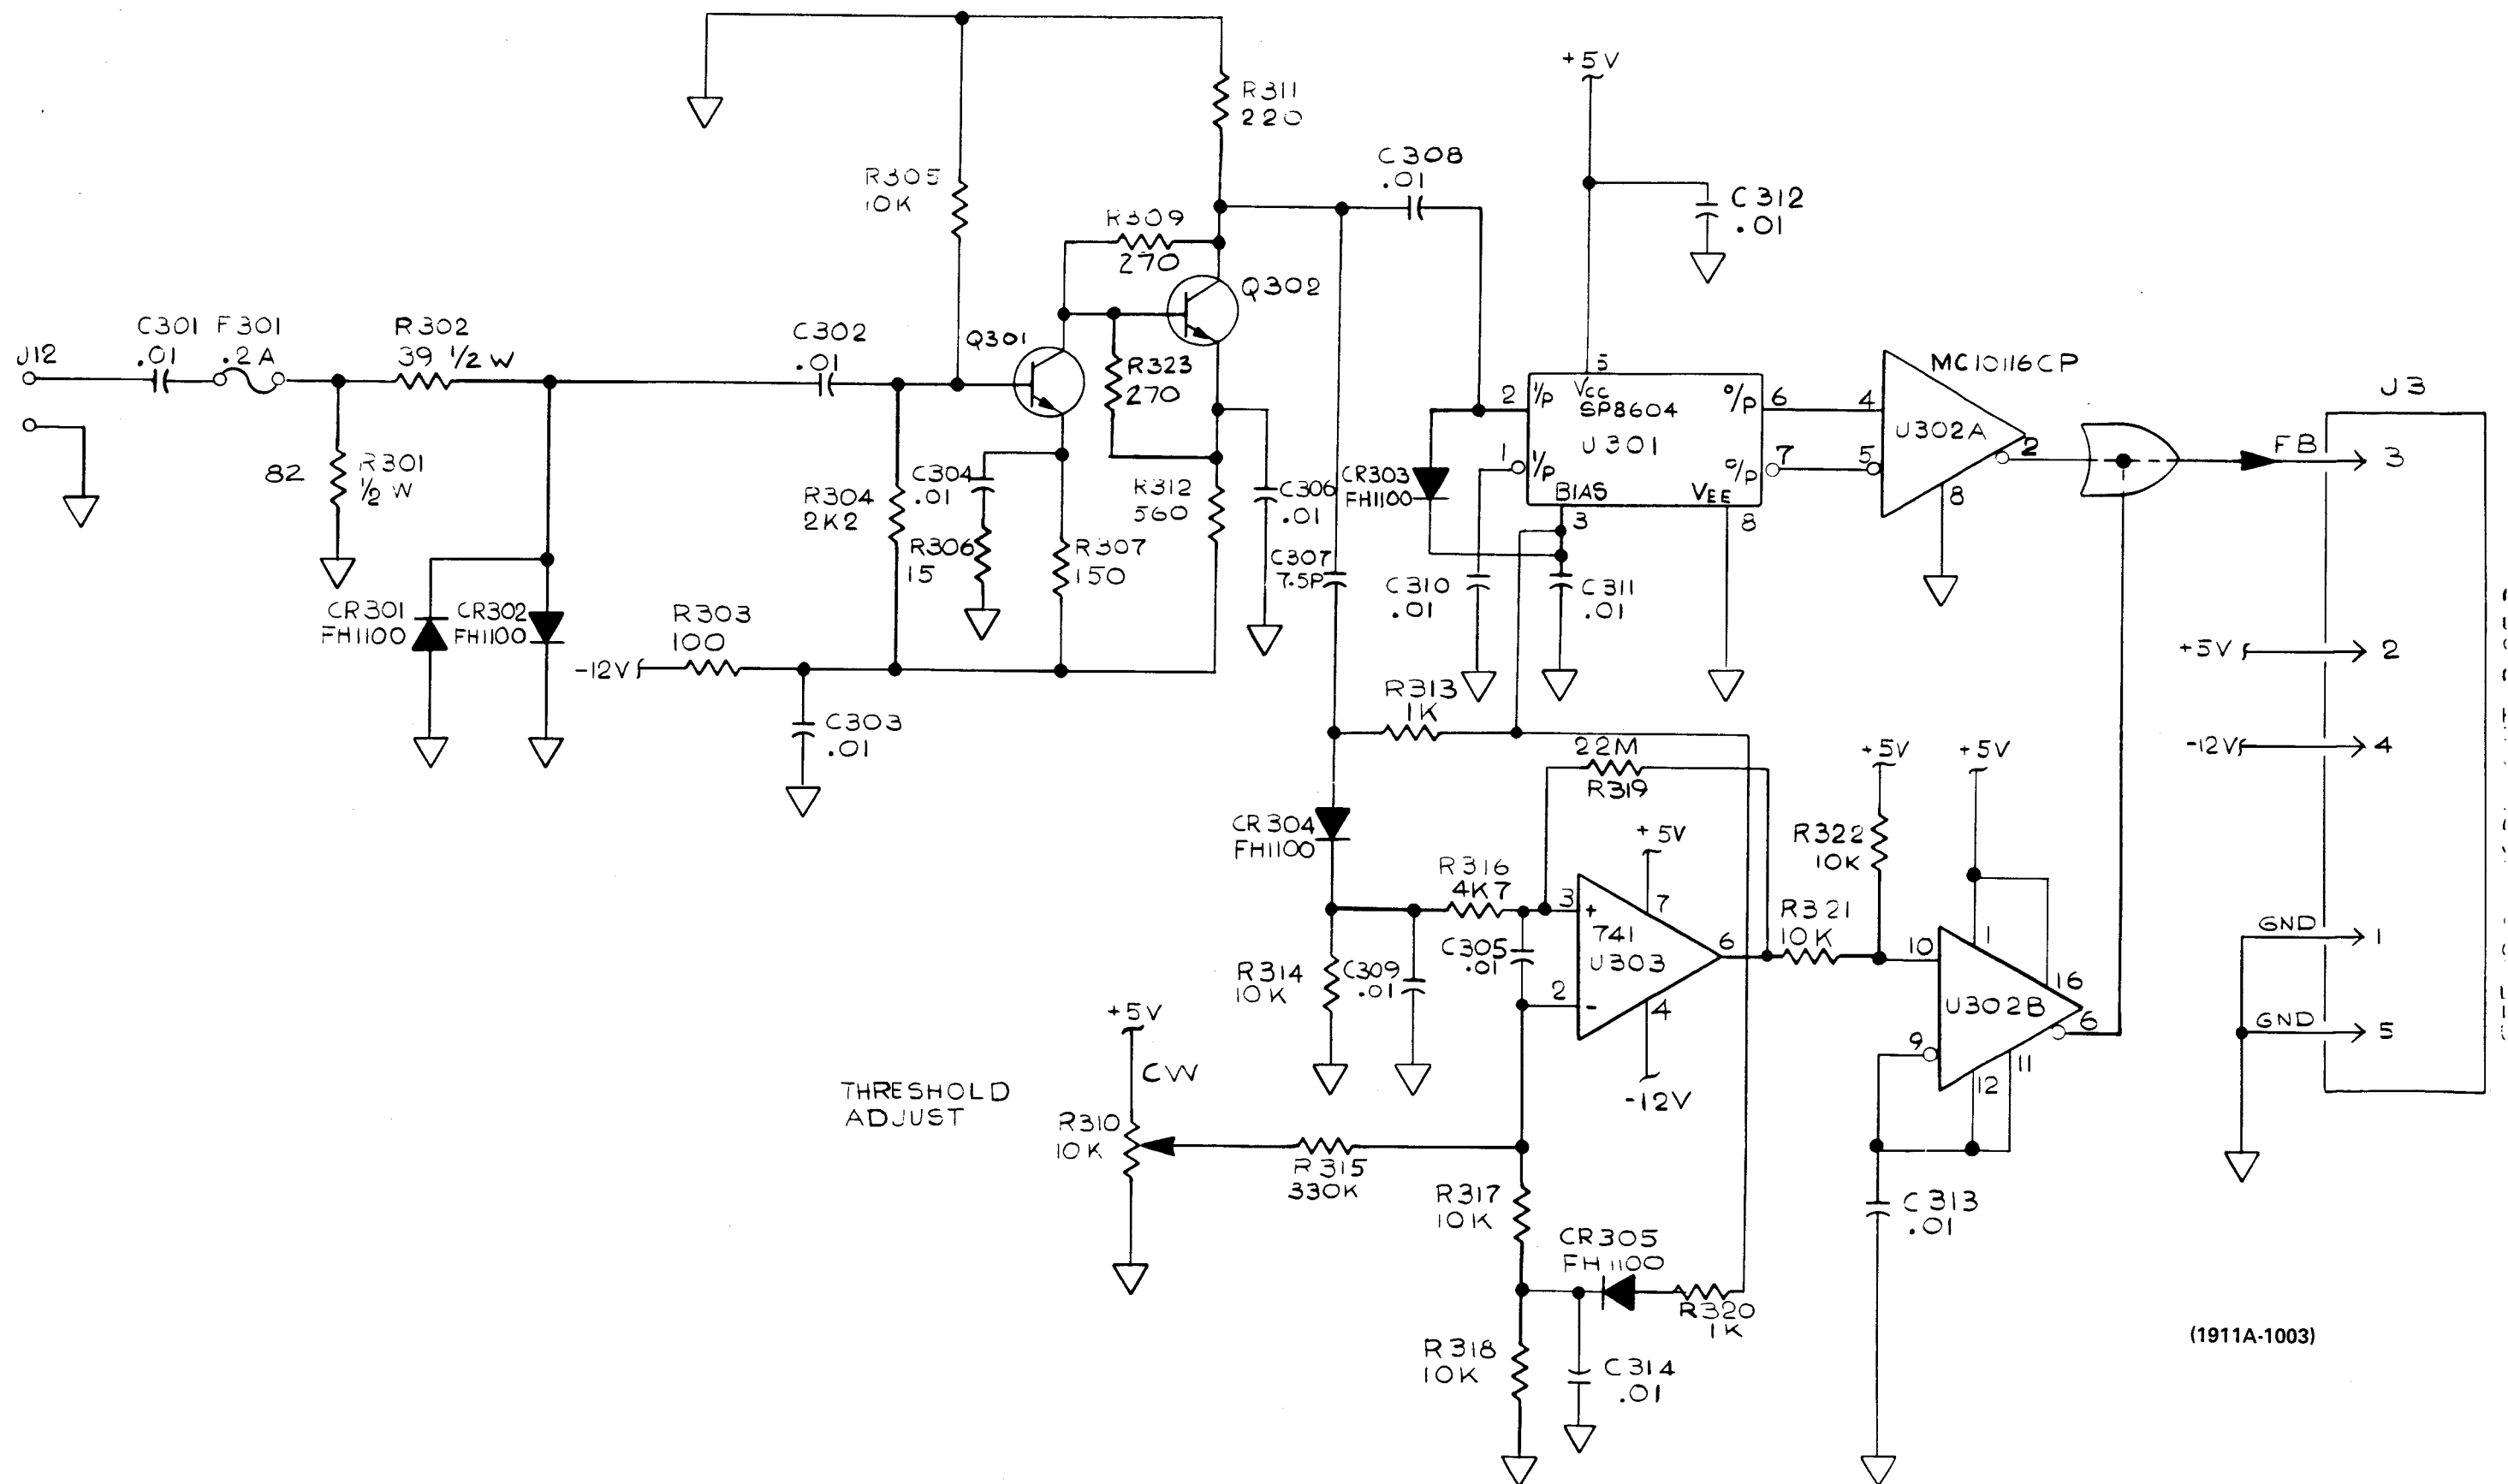 J12
C301
.01
F301
.2A
R302
39 1/2 W
82
R301
1/2 W
CR301
FH1100
CR302
FH1100
C302
.01
R303
100
-12V
C303
.01
R304
2K2
R305
10K
Q301
C304
.01
R306
15
R307
150
R309
270
R323
270
Q302
R311
220
R312
560
C306
.01
C308
.01
C307
7.5P
+5V
C312
.01
CR303
FH1100
2
I/P
5
VCC
SP8604
U301
O/P
6
1
I/P
O/P
7
BIAS
VEE
3
8
C310
.01
C311
.01
MC10116CP
4
U302A
5
2
8
FB
J3
3
+5V
2
-12V
4
GND
1
GND
5
R313
1K
22M
R319
CR304
FH1100
R316
4K7
+5V
3
+
7
741
U303
6
2
-
4
-12V
C305
.01
R314
10K
C309
.01
+5V
R322
10K
R321
10K
+5V
10
1
16
U302B
6
9
12
11
C313
.01
THRESHOLD
ADJUST
+5V
CW
R310
10K
R315
330K
R317
10K
CR305
FH1100
R320
1K
R318
10K
C314
.01
(1911A-1003)